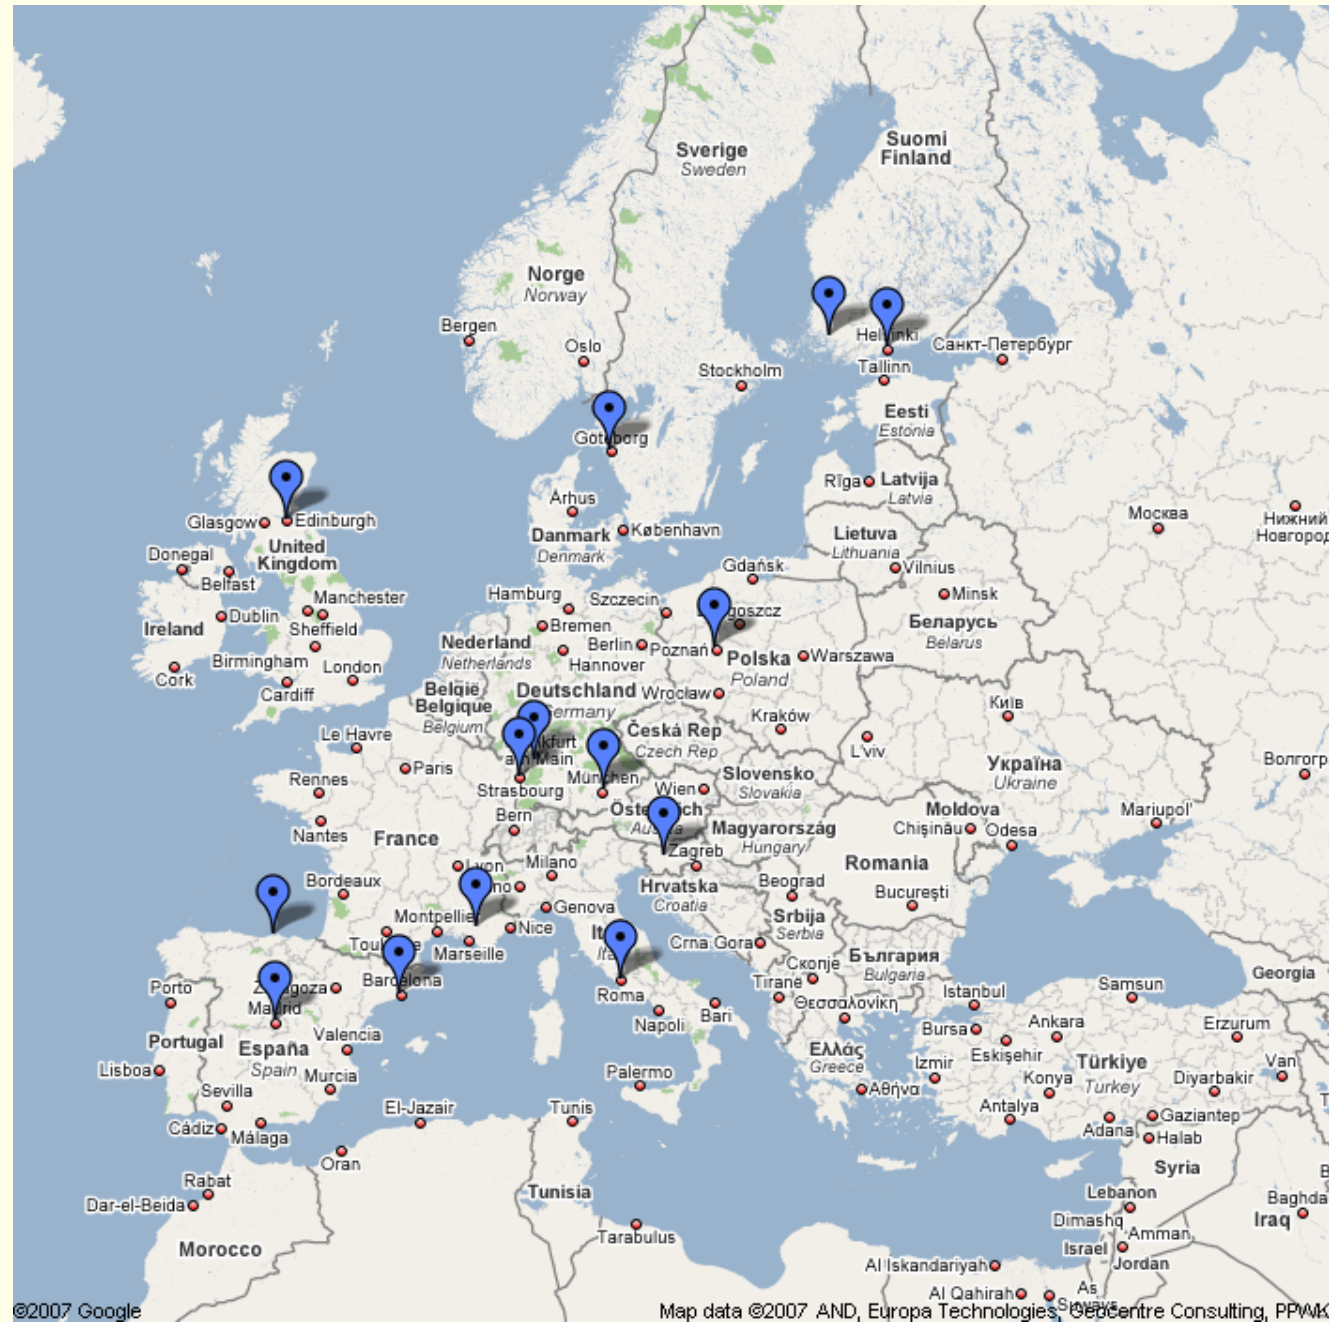 Suomi
Finland
Sverige
Sweden
Norge
Norway
Bergen
Oslo
Helsinki
Санкт-Петербург
Stockholm
Tallinn
Eesti
Estonia
Göteborg
Rīga
Latvija
Latvia
Århus
Glasgow
Edinburgh
København
Москва
Нижний
Новгород
Danmark
Denmark
Lietuva
Lithuania
United
Kingdom
Donegal
Belfast
Vilnius
Gdańsk
Minsk
Hamburg
Szczecin
Manchester
Dublin
Bremen
Беларусь
Belarus
Ireland
Sheffield
Nederland
Netherlands
Berlin
Poznań
Polska
Poland
Warszawa
Birmingham
London
Hannover
Cork
Cardiff
België
Belgique
Belgium
Deutschland
Germany
Wrocław
Київ
Kraków
Česká Rep
Czech Rep
Le Havre
L'viv
am Main
Paris
Україна
Ukraine
Slovensko
Slovakia
Rennes
Strasbourg
München
Wien
Österreich
Austria
Moldova
Mariupol'
Nantes
Bern
France
Magyarország
Hungary
Chişinău
Odesa
Zagreb
Lyon
Milano
Romania
Bordeaux
Hrvatska
Croatia
Beograd
Bucureşti
Genova
Montpellier
Nice
Srbija
Serbia
Toulouse
Marseille
Crna Gora
България
Bulgaria
Скопје
Georgia
Porto
Zaragoza
Barcelona
Roma
Tiranë
Istanbul
Samsun
Madrid
Θεσσαλονίκη
Napoli
Bari
Bursa
Ankara
Erzurum
Portugal
España
Spain
Valencia
Ελλάς
Greece
Eskişehir
Türkiye
Turkey
Lisboa
Palermo
Izmir
Van
Sevilla
Murcia
Αθήνα
Konya
Diyarbakir
Cádiz
Málaga
El-Jazair
Tunis
Antalya
Adana
Gaziantep
Halab
Oran
Syria
Rabat
Tunisia
Lebanon
Dar-el-Beida
Dimashq
Iraq
Tarabulus
Amman
Morocco
Israel
Jordan
Al Iskandariyah
Al Qahirah
As
©2007 Google
Map data ©2007 AND, Europa Technologies, Geocentre Consulting, PPWK